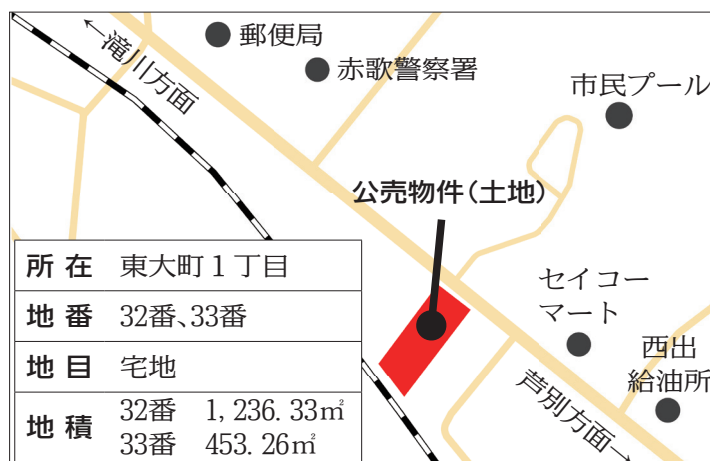 ←滝川方面
郵便局
赤歌警察署
市民プール
公売物件(土地)
セイコー
マート
西出
給油所
芦別方面→
所在 東大町1丁目
地番 32番、33番
地目 宅地
地積 32番 1,236.33㎡
33番 453.26㎡